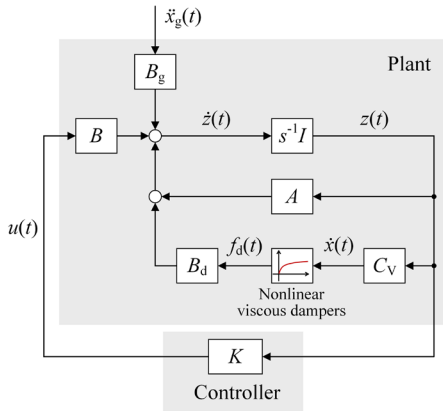 ẍg(t)
Plant
Bg
B
ż(t)
s⁻¹I
z(t)
A
u(t)
fd(t)
ẋ(t)
Bd
CV
Nonlinear
viscous dampers
K
Controller